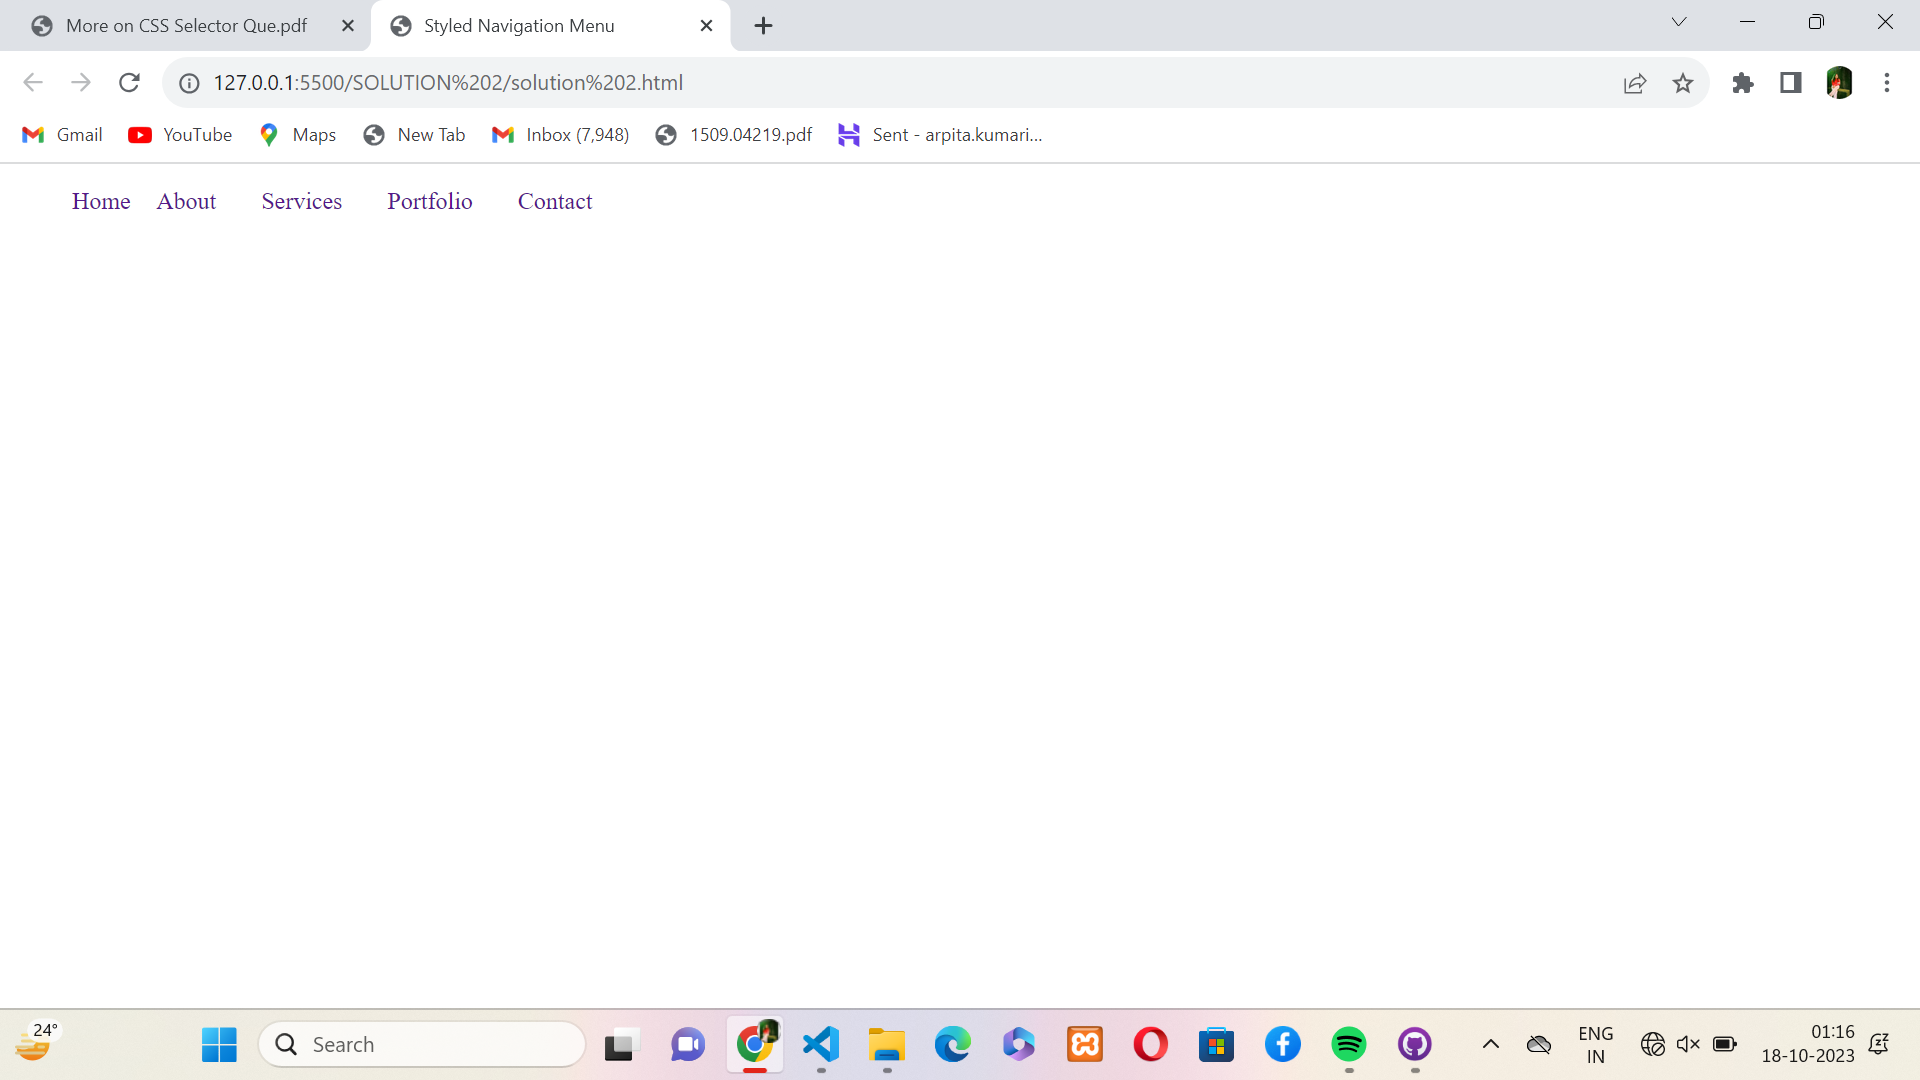 More on CSS Selector Que.pdf
Styled Navigation Menu
127.0.0.1:5500/SOLUTION%202/solution%202.html
Gmail YouTube Maps New Tab Inbox (7,948) 1509.04219.pdf Sent - arpita.kumari...
Home About Services Portfolio Contact
24°
Search
ENG
IN
01:16
18-10-2023